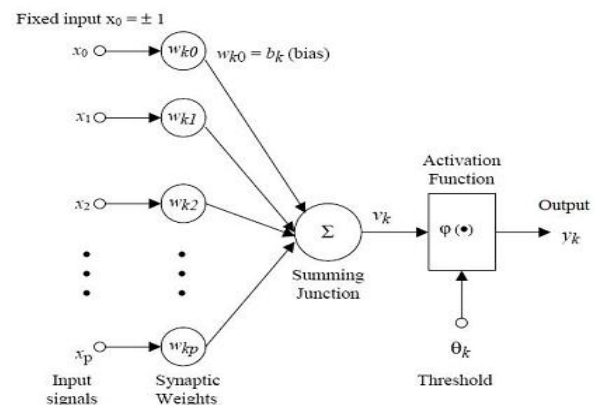 Fixed input x₀ = ± 1
x₀
wₖ₀
wₖ₀ = bₖ (bias)
x₁
wₖ₁
x₂
wₖ₂
Σ
Summing
Junction
vₖ
Activation
Function
φ (•)
Output
yₖ
θₖ
Threshold
xₚ
wₖₚ
Input
signals
Synaptic
Weights